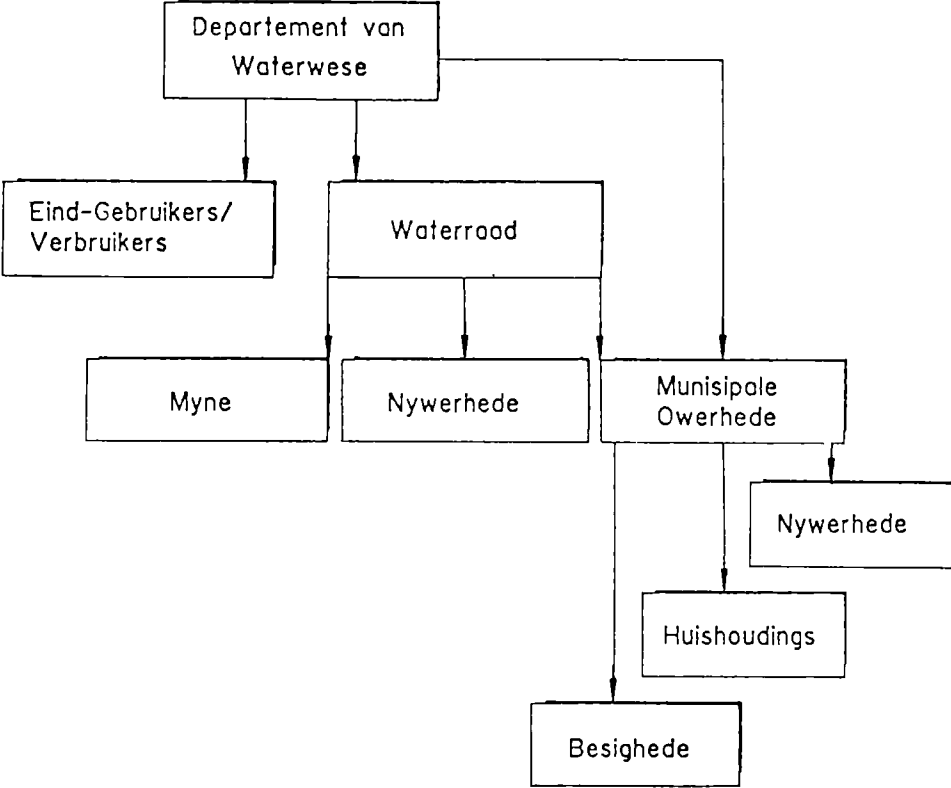 Departement van
Waterwese
Eind-Gebruikers/
Verbruikers
Waterraad
Myne
Nywerhede
Munisipale
Owerhede
Nywerhede
Huishoudings
Besighede